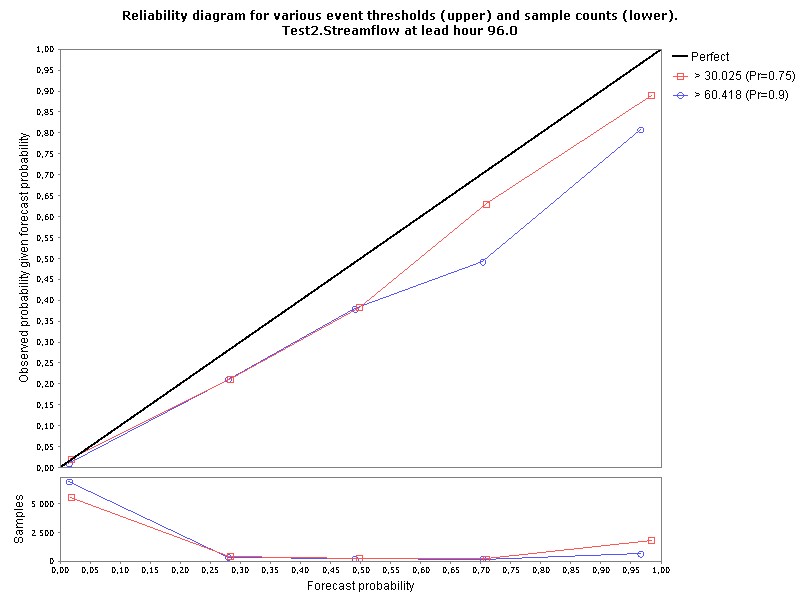 Reliability diagram for various event thresholds (upper) and sample counts (lower).
Test2.Streamflow at lead hour 96.0
Observed probability given forecast probability
1,00
0,95
0,90
0,85
0,80
0,75
0,70
0,65
0,60
0,55
0,50
0,45
0,40
0,35
0,30
0,25
0,20
0,15
0,10
0,05
0,00
Perfect
> 30.025 (Pr=0.75)
> 60.418 (Pr=0.9)
Samples
5 000
2 500
0
0,00 0,05 0,10 0,15 0,20 0,25 0,30 0,35 0,40 0,45 0,50 0,55 0,60 0,65 0,70 0,75 0,80 0,85 0,90 0,95 1,00
Forecast probability